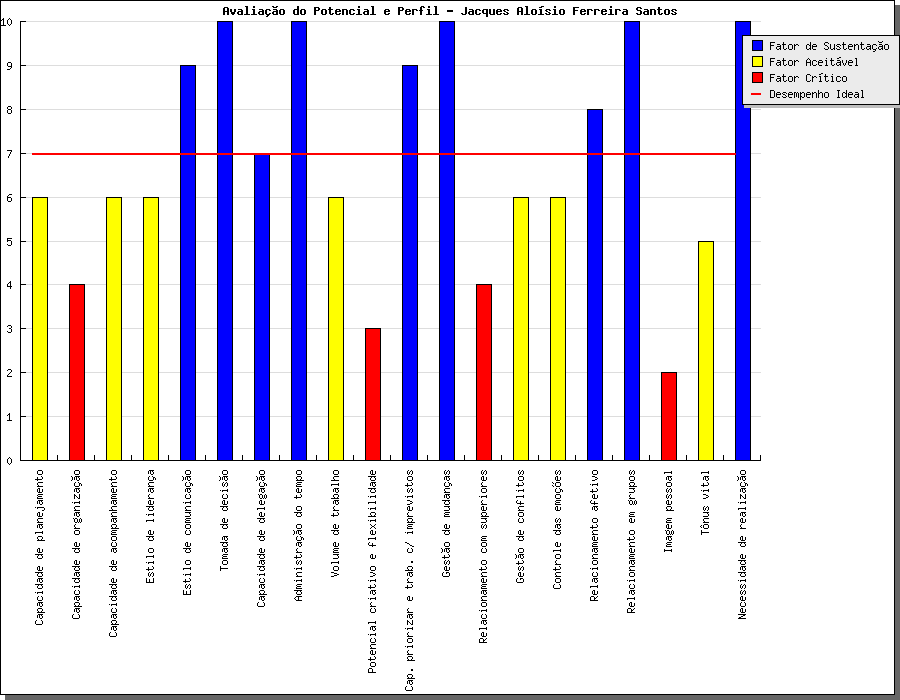 Avaliação do Potencial e Perfil - Jacques Aloísio Ferreira Santos
Fator de Sustentação
Fator Aceitável
Fator Crítico
Desempenho Ideal
10
9
8
7
6
5
4
3
2
1
0
Capacidade de planejamento
Capacidade de organização
Capacidade de acompanhamento
Estilo de liderança
Estilo de comunicação
Tomada de decisão
Capacidade de delegação
Administração do tempo
Volume de trabalho
Potencial criativo e flexibilidade
Cap. priorizar e trab. c/ imprevistos
Gestão de mudanças
Relacionamento com superiores
Gestão de conflitos
Controle das emoções
Relacionamento afetivo
Relacionamento em grupos
Imagem pessoal
Tônus vital
Necessidade de realização